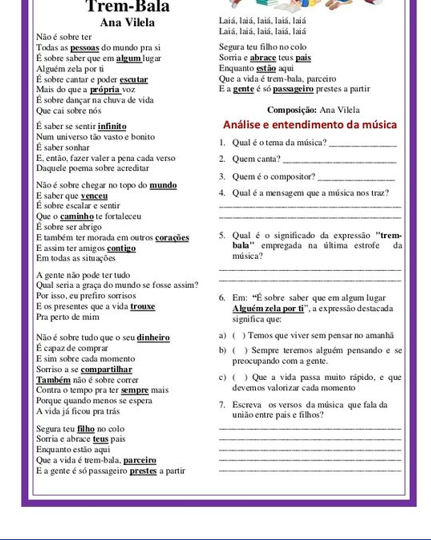 Trem-Bala
Ana Vilela
Não é sobre ter
Todas as pessoas do mundo pra si
É sobre saber que em algum lugar
Alguém zela por ti
É sobre cantar e poder escutar
Mais do que a própria voz
É sobre dançar na chuva de vida
Que cai sobre nós
É saber se sentir infinito
Num universo tão vasto e bonito
É saber sonhar
E, então, fazer valer a pena cada verso
Daquele poema sobre acreditar
Não é sobre chegar no topo do mundo
E saber que venceu
É sobre escalar e sentir
Que o caminho te fortaleceu
É sobre ser abrigo
E também ter morada em outros corações
E assim ter amigos contigo
Em todas as situações
A gente não pode ter tudo
Qual seria a graça do mundo se fosse assim?
Por isso, eu prefiro sorrisos
E os presentes que a vida trouxe
Pra perto de mim
Não é sobre tudo que o seu dinheiro
É capaz de comprar
E sim sobre cada momento
Sorriso a se compartilhar
Também não é sobre correr
Contra o tempo pra ter sempre mais
Porque quando menos se espera
A vida já ficou pra trás
Segura teu filho no colo
Sorria e abrace teus pais
Enquanto estão aqui
Que a vida é trem-bala, parceiro
E a gente é só passageiro prestes a partir
Laiá, laiá, laiá, laiá, laiá
Laiá, laiá, laiá, laiá, laiá
Segura teu filho no colo
Sorria e abrace teus pais
Enquanto estão aqui
Que a vida é trem-bala, parceiro
E a gente é só passageiro prestes a partir
Composição: Ana Vilela
Análise e entendimento da música
1. Qual é o tema da música? ______________
2. Quem canta? ______________
3. Quem é o compositor? ______________
4. Qual é a mensagem que a música nos traz?
5. Qual é o significado da expressão "trem-
bala" empregada na última estrofe da
música?
6. Em: “É sobre saber que em algum lugar
Alguém zela por ti”, a expressão destacada
significa que:
a) ( ) Temos que viver sem pensar no amanhã
b) ( ) Sempre teremos alguém pensando e se
preocupando com a gente.
c) ( ) Que a vida passa muito rápido, e que
devemos valorizar cada momento
7. Escreva os versos da música que fala da
união entre pais e filhos?